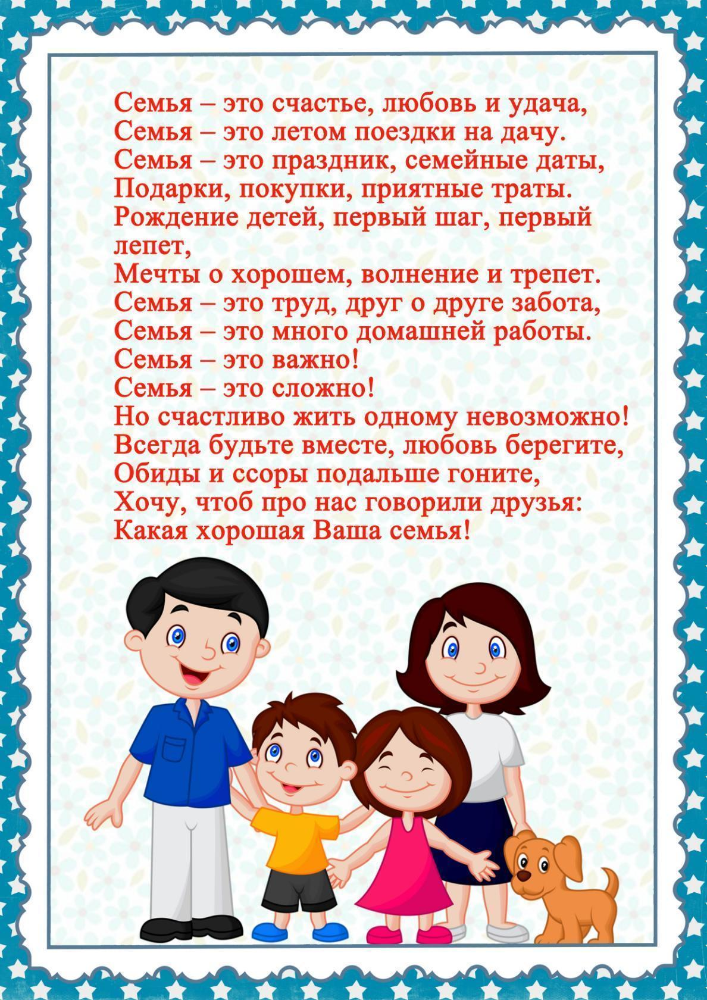 Семья – это счастье, любовь и удача,
Семья – это летом поездки на дачу.
Семья – это праздник, семейные даты,
Подарки, покупки, приятные траты.
Рождение детей, первый шаг, первый
лепет,
Мечты о хорошем, волнение и трепет.
Семья – это труд, друг о друге забота,
Семья – это много домашней работы.
Семья – это важно!
Семья – это сложно!
Но счастливо жить одному невозможно!
Всегда будьте вместе, любовь берегите,
Обиды и ссоры подальше гоните,
Хочу, чтоб про нас говорили друзья:
Какая хорошая Ваша семья!